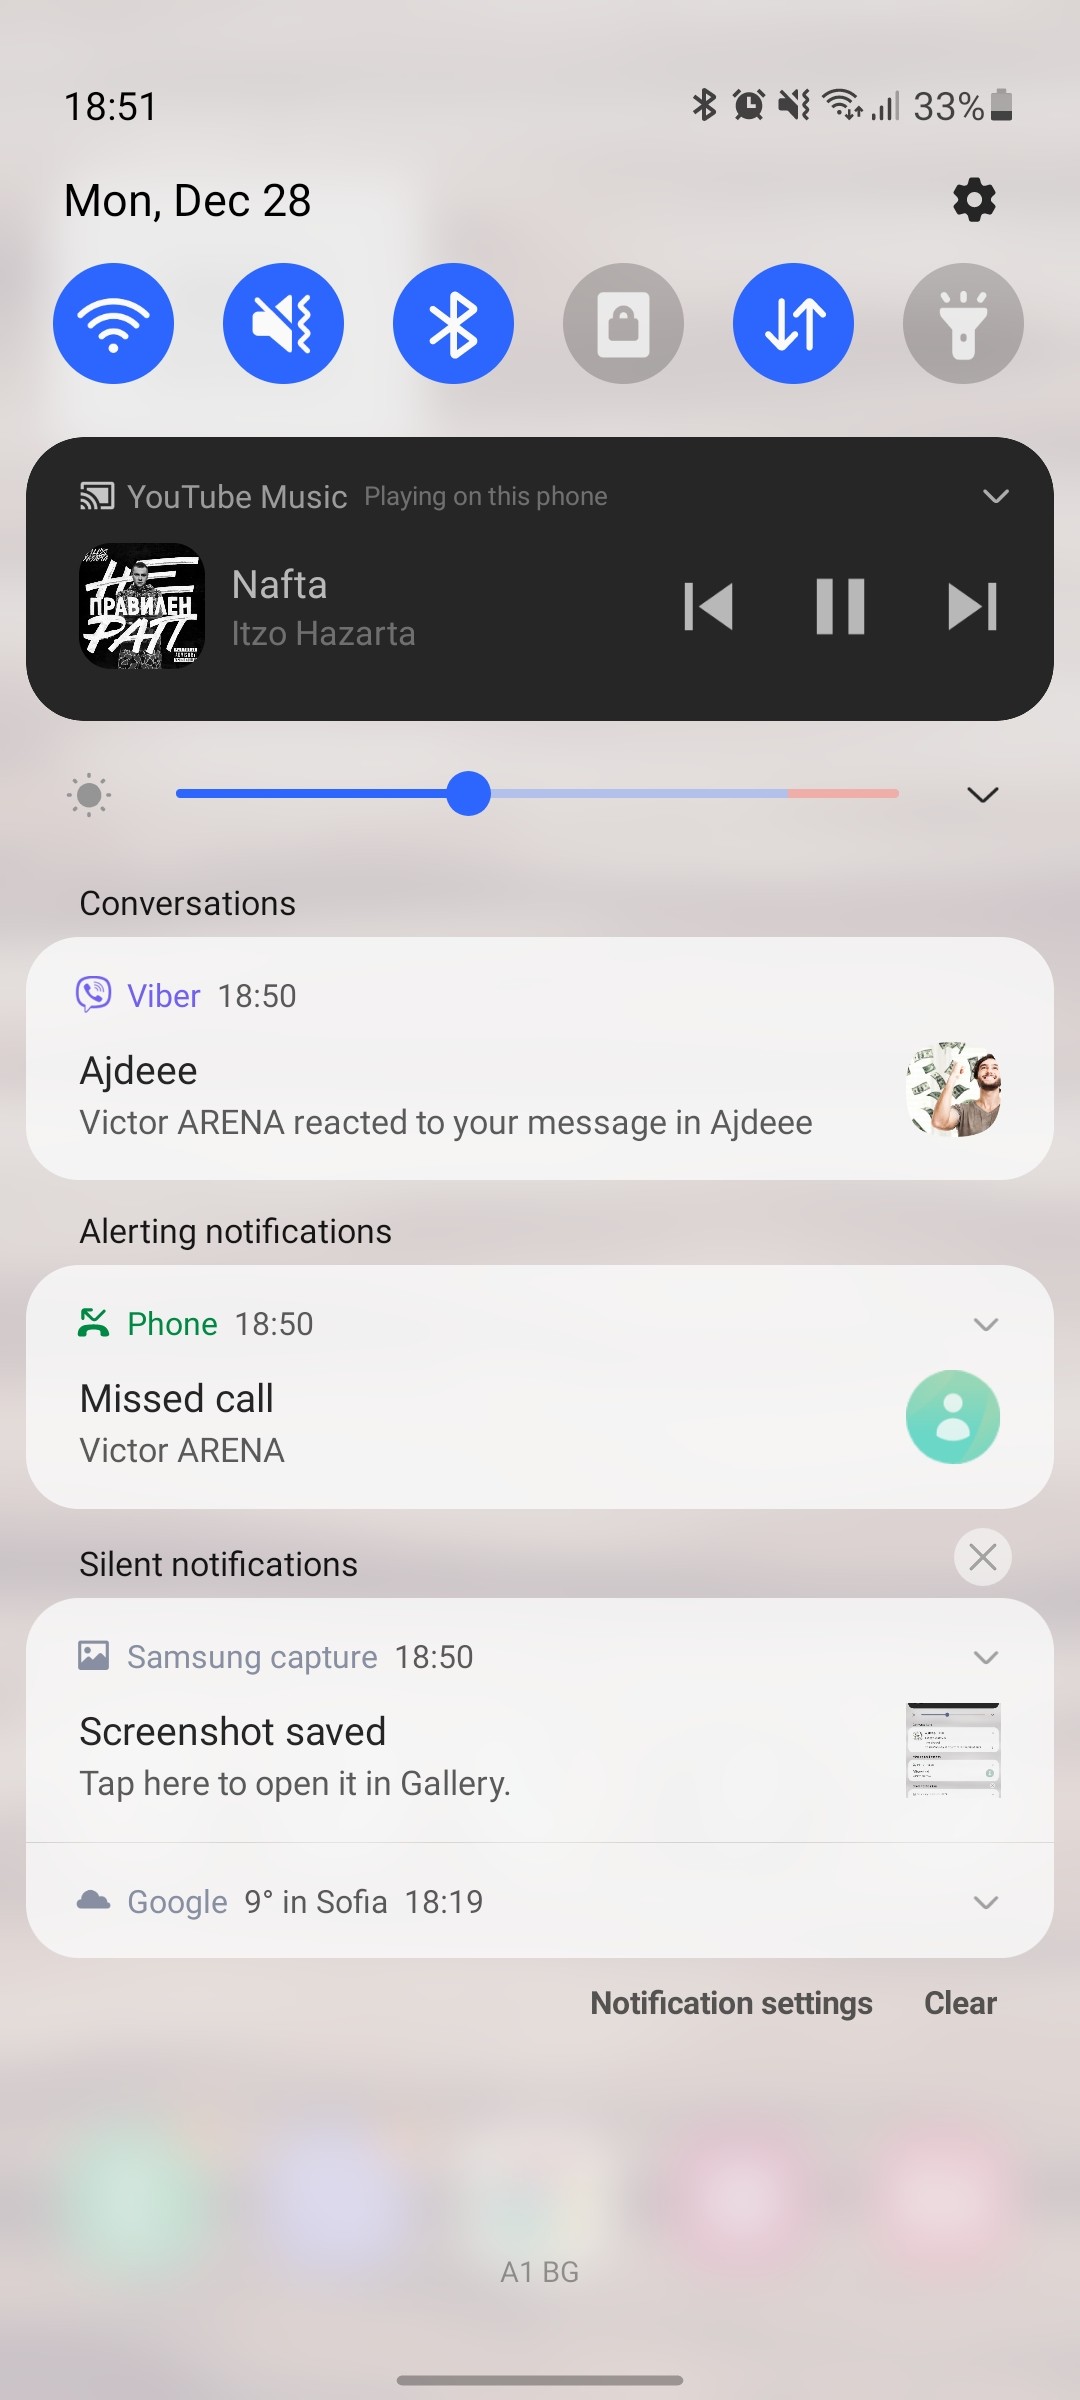 18:51
33%
Mon, Dec 28
YouTube Music Playing on this phone
НЕ
ПРАВИЛЕН
РАП
Nafta
Itzo Hazarta
Conversations
Viber 18:50
Ajdeee
Victor ARENA reacted to your message in Ajdeee
Alerting notifications
Phone 18:50
Missed call
Victor ARENA
Silent notifications
Samsung capture 18:50
Screenshot saved
Tap here to open it in Gallery.
Google 9° in Sofia 18:19
Notification settings Clear
A1 BG